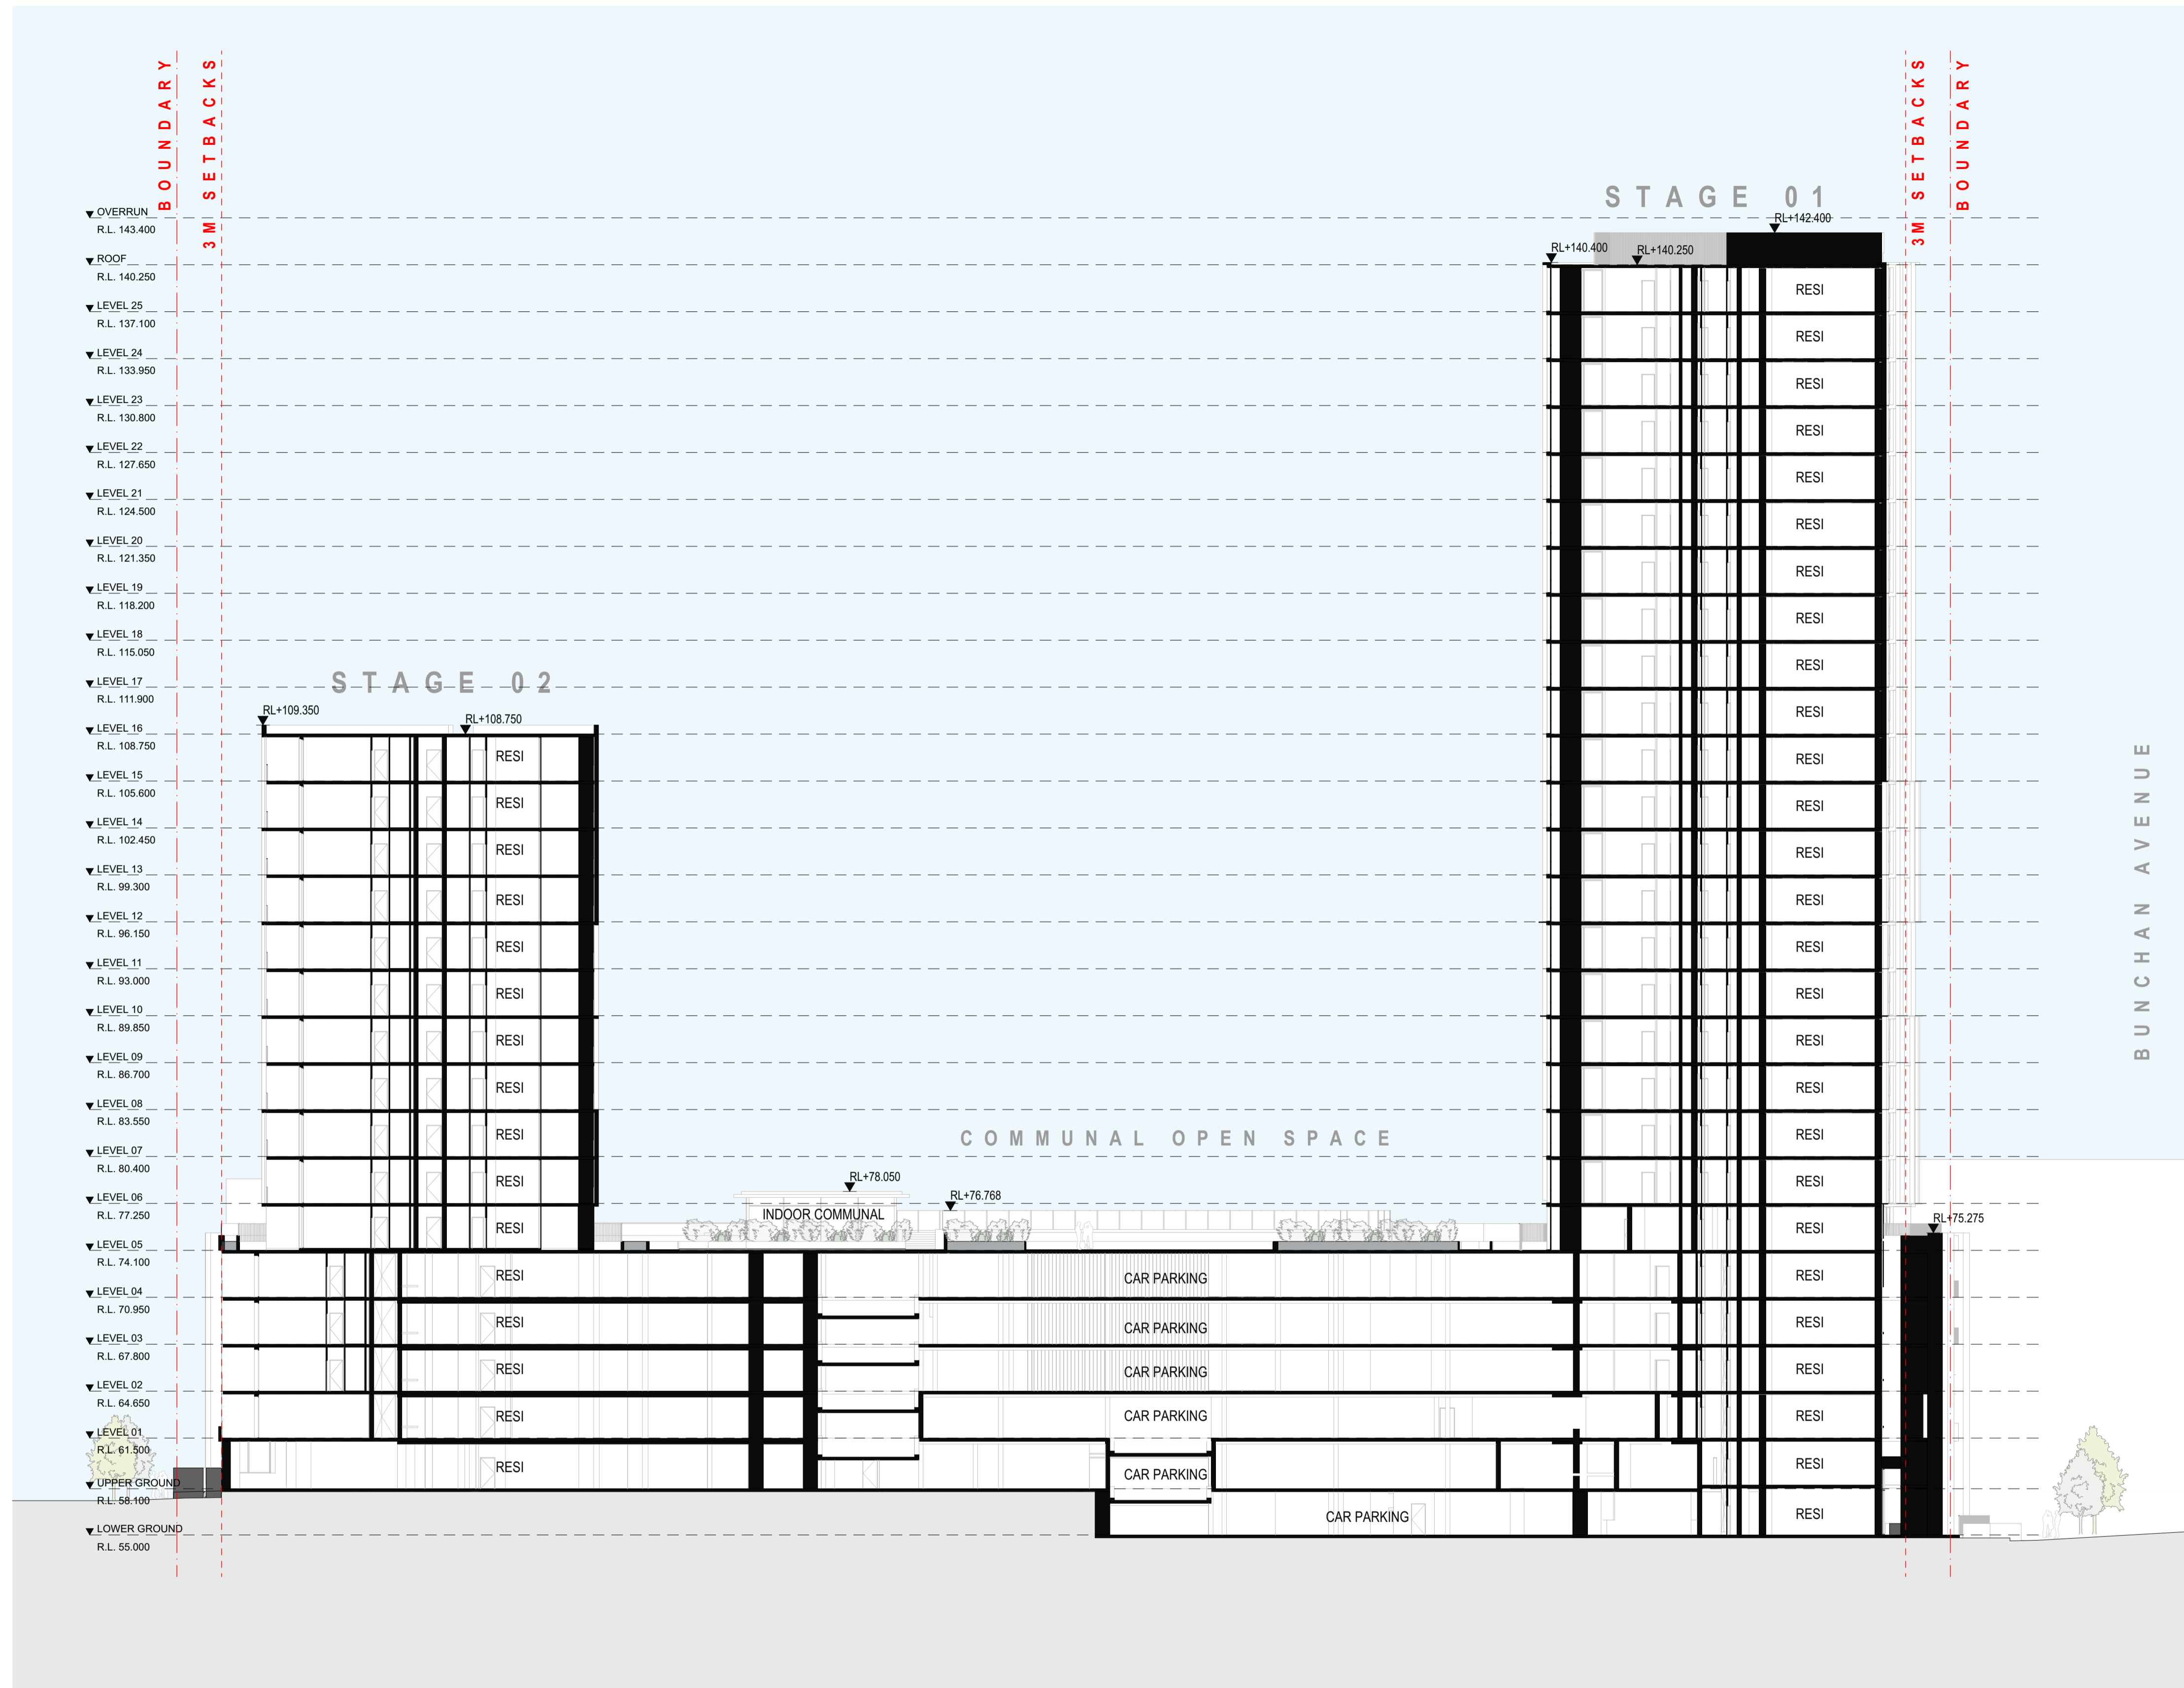 BOUNDARY
3M SETBACKS
3M SETBACKS
BOUNDARY
STAGE 01
OVERRUN
R.L. 143.400
RL+142.400
RL+140.400
RL+140.250
ROOF
R.L. 140.250
RESI
LEVEL 25
R.L. 137.100
RESI
LEVEL 24
R.L. 133.950
RESI
LEVEL 23
R.L. 130.800
RESI
LEVEL 22
R.L. 127.650
RESI
LEVEL 21
R.L. 124.500
RESI
LEVEL 20
R.L. 121.350
RESI
LEVEL 19
R.L. 118.200
RESI
LEVEL 18
R.L. 115.050
RESI
LEVEL 17
R.L. 111.900
STAGE 02
RESI
RL+109.350
RL+108.750
LEVEL 16
R.L. 108.750
RESI
RESI
LEVEL 15
R.L. 105.600
RESI
RESI
LEVEL 14
R.L. 102.450
RESI
RESI
LEVEL 13
R.L. 99.300
RESI
RESI
LEVEL 12
R.L. 96.150
RESI
RESI
LEVEL 11
R.L. 93.000
RESI
RESI
LEVEL 10
R.L. 89.850
RESI
RESI
LEVEL 09
R.L. 86.700
RESI
RESI
LEVEL 08
R.L. 83.550
RESI
RESI
COMMUNAL OPEN SPACE
LEVEL 07
R.L. 80.400
RESI
RESI
RL+78.050
RL+76.768
LEVEL 06
R.L. 77.250
INDOOR COMMUNAL
RESI
RESI
RL+75.275
LEVEL 05
R.L. 74.100
RESI
CAR PARKING
RESI
LEVEL 04
R.L. 70.950
RESI
CAR PARKING
RESI
LEVEL 03
R.L. 67.800
RESI
CAR PARKING
RESI
LEVEL 02
R.L. 64.650
RESI
CAR PARKING
RESI
LEVEL 01
R.L. 61.500
RESI
CAR PARKING
RESI
UPPER GROUND
R.L. 58.100
CAR PARKING
RESI
LOWER GROUND
R.L. 55.000
BUNCHAN AVENUE